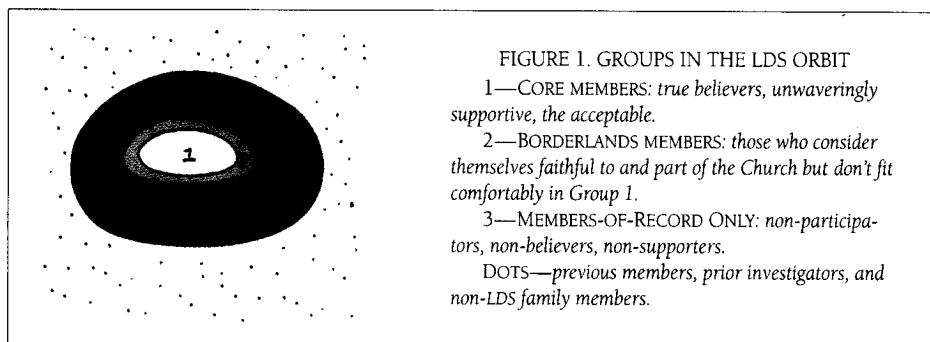 1
FIGURE 1. GROUPS IN THE LDS ORBIT
1—CORE MEMBERS: true believers, unwaveringly
supportive, the acceptable.
2—BORDERLANDS MEMBERS: those who consider
themselves faithful to and part of the Church but don't fit
comfortably in Group 1.
3—MEMBERS-OF-RECORD ONLY: non-participa-
tors, non-believers, non-supporters.
DOTS—previous members, prior investigators, and
non-LDS family members.